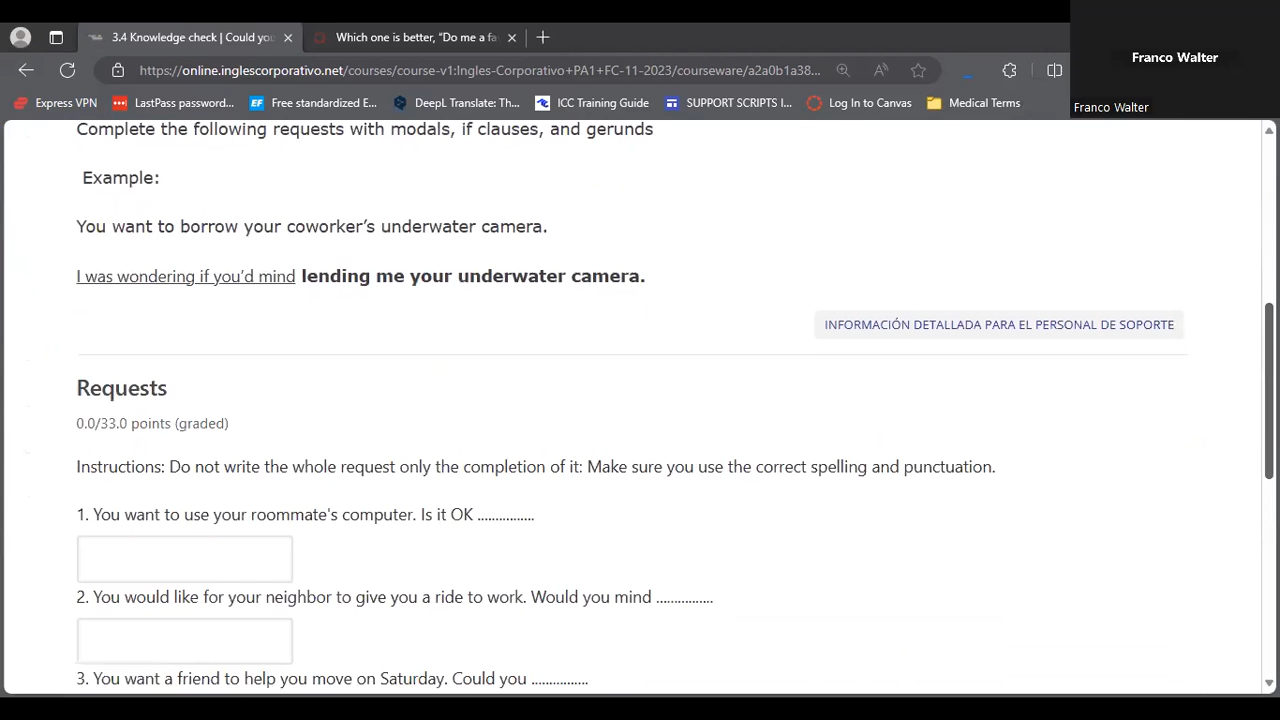 3.4 Knowledge check | Could you
Which one is better, “Do me a fa
Franco Walter
https://online.inglescorporativo.net/courses/course-v1:Ingles-Corporativo+PA1+FC-11-2023/courseware/a2a0b1a38...
Express VPN
LastPass password...
EF Free standardized E...
DeepL Translate: Th...
ICC Training Guide
SUPPORT SCRIPTS I...
Log In to Canvas
Medical Terms
Franco Walter
Complete the following requests with modals, if clauses, and gerunds
Example:
You want to borrow your coworker’s underwater camera.
I was wondering if you’d mind lending me your underwater camera.
INFORMACIÓN DETALLADA PARA EL PERSONAL DE SOPORTE
Requests
0.0/33.0 points (graded)
Instructions: Do not write the whole request only the completion of it: Make sure you use the correct spelling and punctuation.
1. You want to use your roommate's computer. Is it OK ...............
2. You would like for your neighbor to give you a ride to work. Would you mind ...............
3. You want a friend to help you move on Saturday. Could you ...............